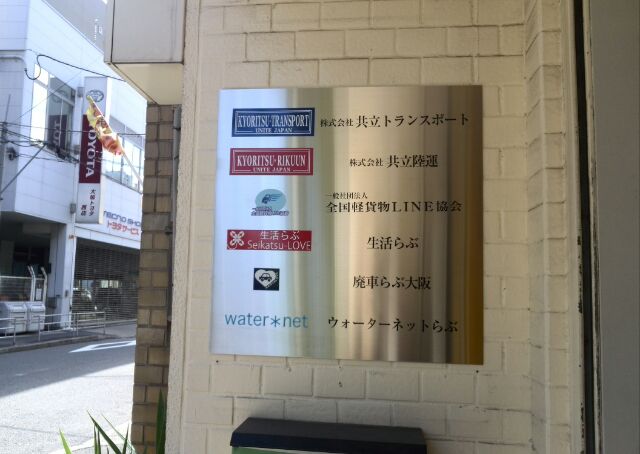 KYORITSU-TRANSPORT
UNITE JAPAN
株式会社 共立トランスポート
KYORITSU-RIKUUN
UNITE JAPAN
株式会社 共立陸運
一般社団法人
全国軽貨物LINE協会
生活らぶ
Seikatsu-LOVE
生活らぶ
廃車らぶ大阪
water*net
ウォーターネットらぶ
TOYOTA
大阪トヨタ
TECNO SHOP
トヨタサービス